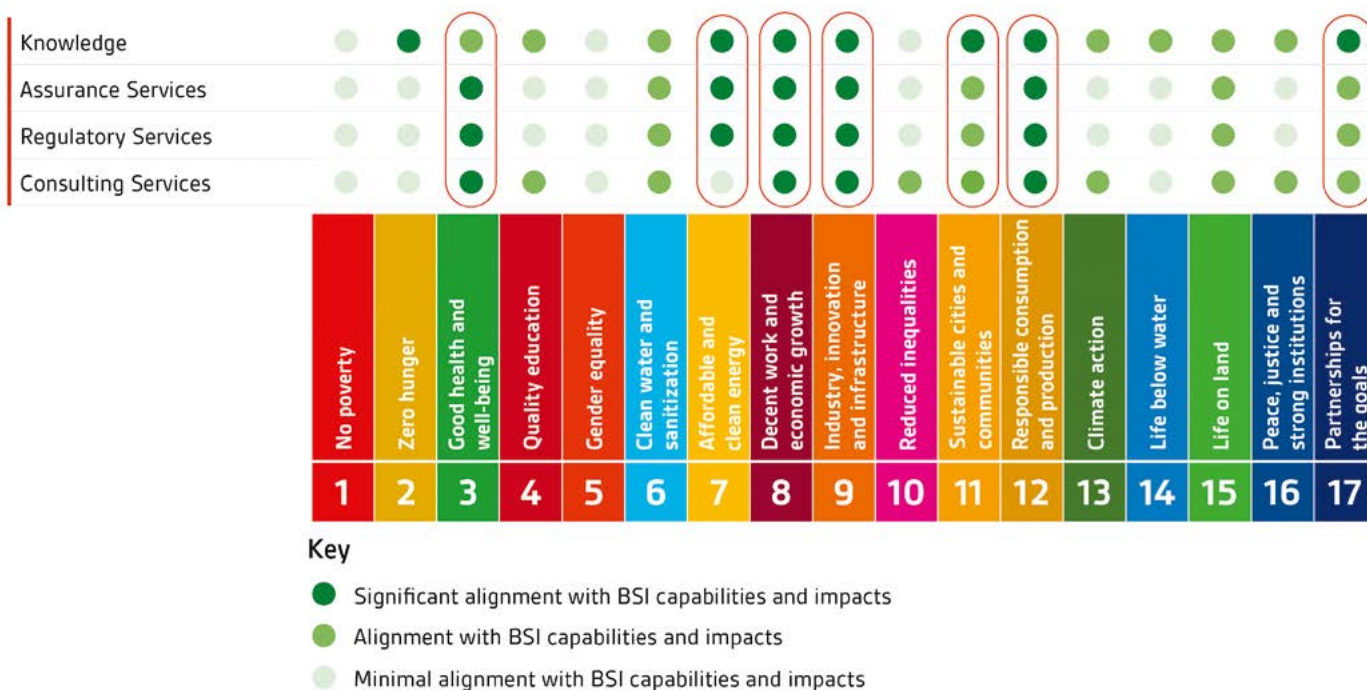 Knowledge
Assurance Services
Regulatory Services
Consulting Services
No poverty
Zero hunger
Good health and
well-being
Quality education
Gender equality
Clean water and
sanitization
Affordable and
clean energy
Decent work and
economic growth
Industry, innovation
and infrastructure
Reduced inequalities
Sustainable cities and
communities
Responsible consumption
and production
Climate action
Life below water
Life on land
Peace, justice and
strong institutions
Partnerships for
the goals
1 2 3 4 5 6 7 8 9 10 11 12 13 14 15 16 17
Key
Significant alignment with BSI capabilities and impacts
Alignment with BSI capabilities and impacts
Minimal alignment with BSI capabilities and impacts